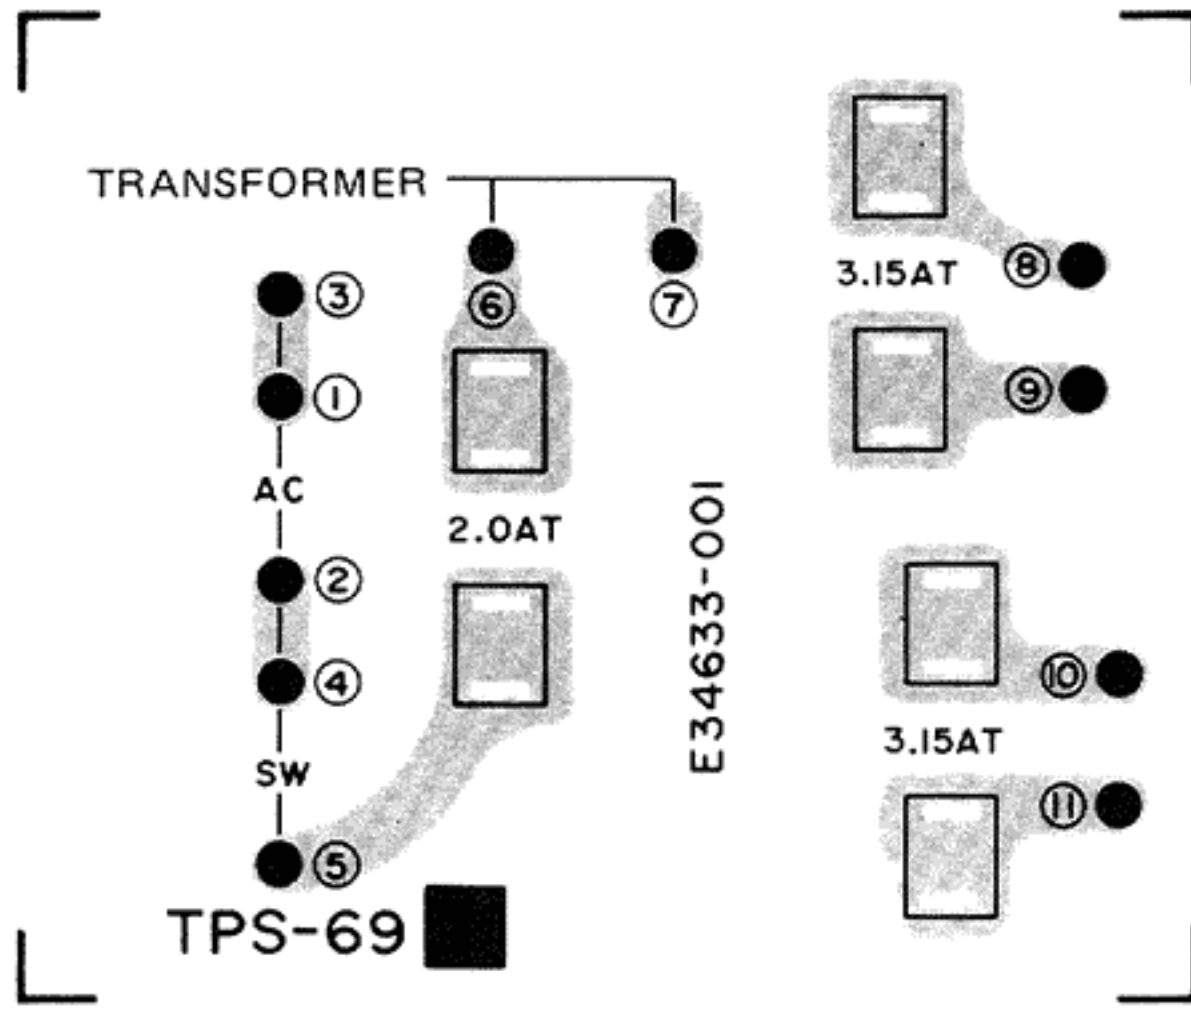 TRANSFORMER
⑧
3.15AT
③
⑥
⑦
①
⑨
AC
2.0AT
E34633-001
②
④
⑩
3.15AT
SW
⑪
⑤
TPS-69